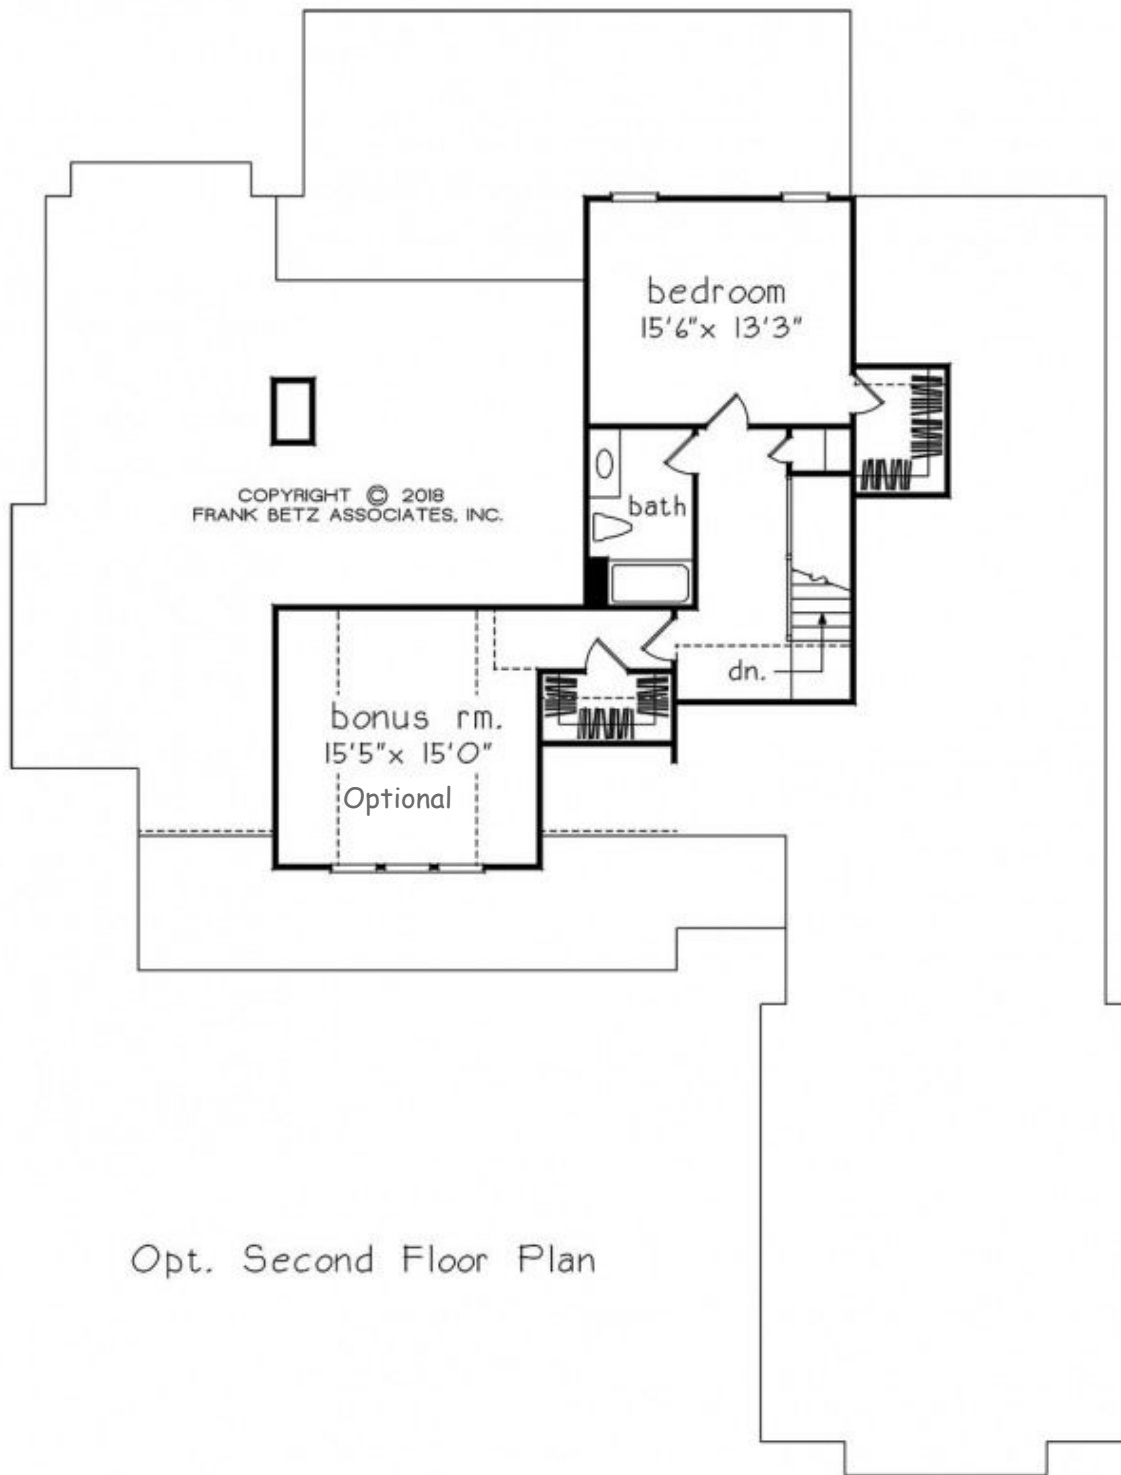 bedroom
15'6"x 13'3"
COPYRIGHT © 2018
FRANK BETZ ASSOCIATES, INC.
bath
dn.
bonus rm.
15'5"x 15'0"
Optional
Opt. Second Floor Plan